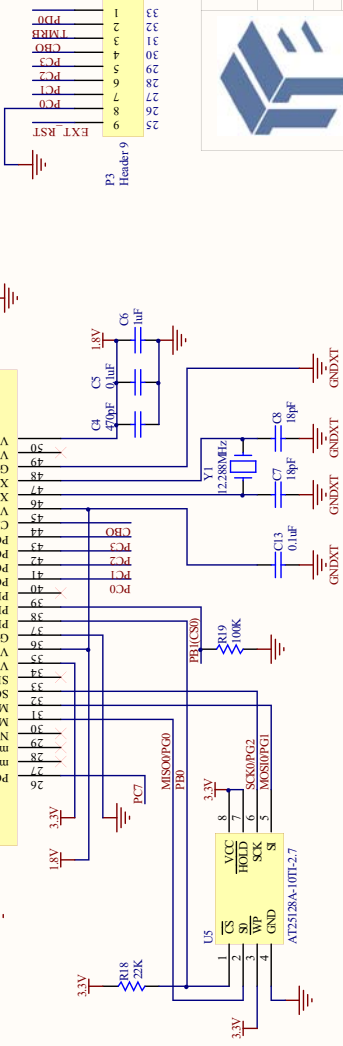 33
32
31
30
29
28
27
26
25
1
2
3
4
5
6
7
8
9
PD0
TMRB
CBO
PC3
PC2
PC1
PC0
EXT_RST
P3
Header 9
1.8V
C6
1uF
C5
0.1uF
C4
470pF
GNDXT
C8
18pF
GNDXT
Y1
12.288MHz
C7
18pF
GNDXT
C13
0.1uF
GNDXT
50
49
48
47
46
45
44
43
42
41
40
39
38
37
36
35
34
33
32
31
30
29
28
27
26
CBO
PC3
PC2
PC1
PC0
PB1(CS0)
R19
100K
PC7
MISO0/PG0
PB0
SCK0/PG2
MOSI0/PG1
3.3V
1.8V
3.3V
8
7
6
5
VCC
HOLD
SCK
SI
CS
S0
WP
GND
1
2
3
4
U5
AT25128A-10TI-2.7
R18
22K
3.3V
3.3V